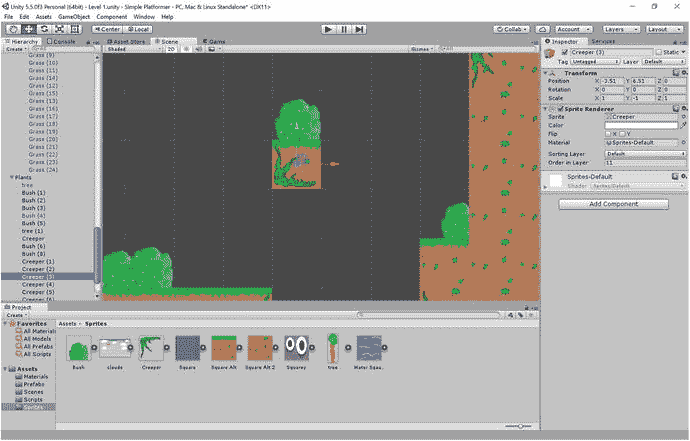 Unity 5.5.0f3 Personal (64bit) - Level 1.unity - Simple Platformer - PC, Mac & Linux Standalone* <DX11>
File Edit Assets GameObject Component Window Help
Center Local Collab Account Layers Layout
Hierarchy Console Asset Store Scene Game Inspector Services
Create Shaded 2D Gizmos Creeper (3) Static
Grass (9)
Grass (10)
Grass (11)
Grass (12)
Grass (13)
Grass (14)
Grass (15)
Grass (16)
Grass (17)
Grass (18)
Grass (19)
Grass (20)
Grass (21)
Grass (22)
Grass (23)
Grass (24)
Plants
tree
Bush (1)
Bush (2)
Bush (3)
Bush (4)
Bush (5)
tree (1)
Creeper
Bush (6)
Bush (8)
Creeper (1)
Creeper (2)
Creeper (3)
Creeper (4)
Creeper (5)
Creeper (6)
Tag Untagged Layer Default
Transform
Position X -3.51 Y 6.51 Z 0
Rotation X 0 Y 0 Z 0
Scale X 1 Y -1 Z 1
Sprite Renderer
Sprite Creeper
Color
Flip X Y
Material Sprites-Default
Sorting Layer Default
Order in Layer 11
Sprites-Default
Shader Sprites/Default
Add Component
Project
Create
Favorites
All Materials
All Models
All Prefabs
All Scripts
Assets
Materials
Prefabs
Scenes
Scripts
Sprites
Assets Sprites
Bush clouds Creeper Square Square Alt Square Alt 2 Squarey tree Water Squa...